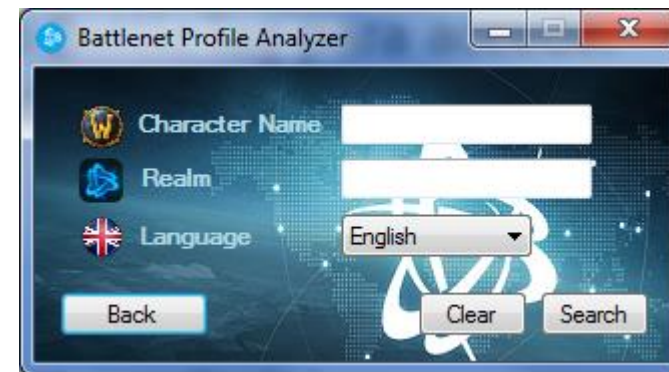 Battlenet Profile Analyzer
Character Name
Realm
Language English
Back Clear Search